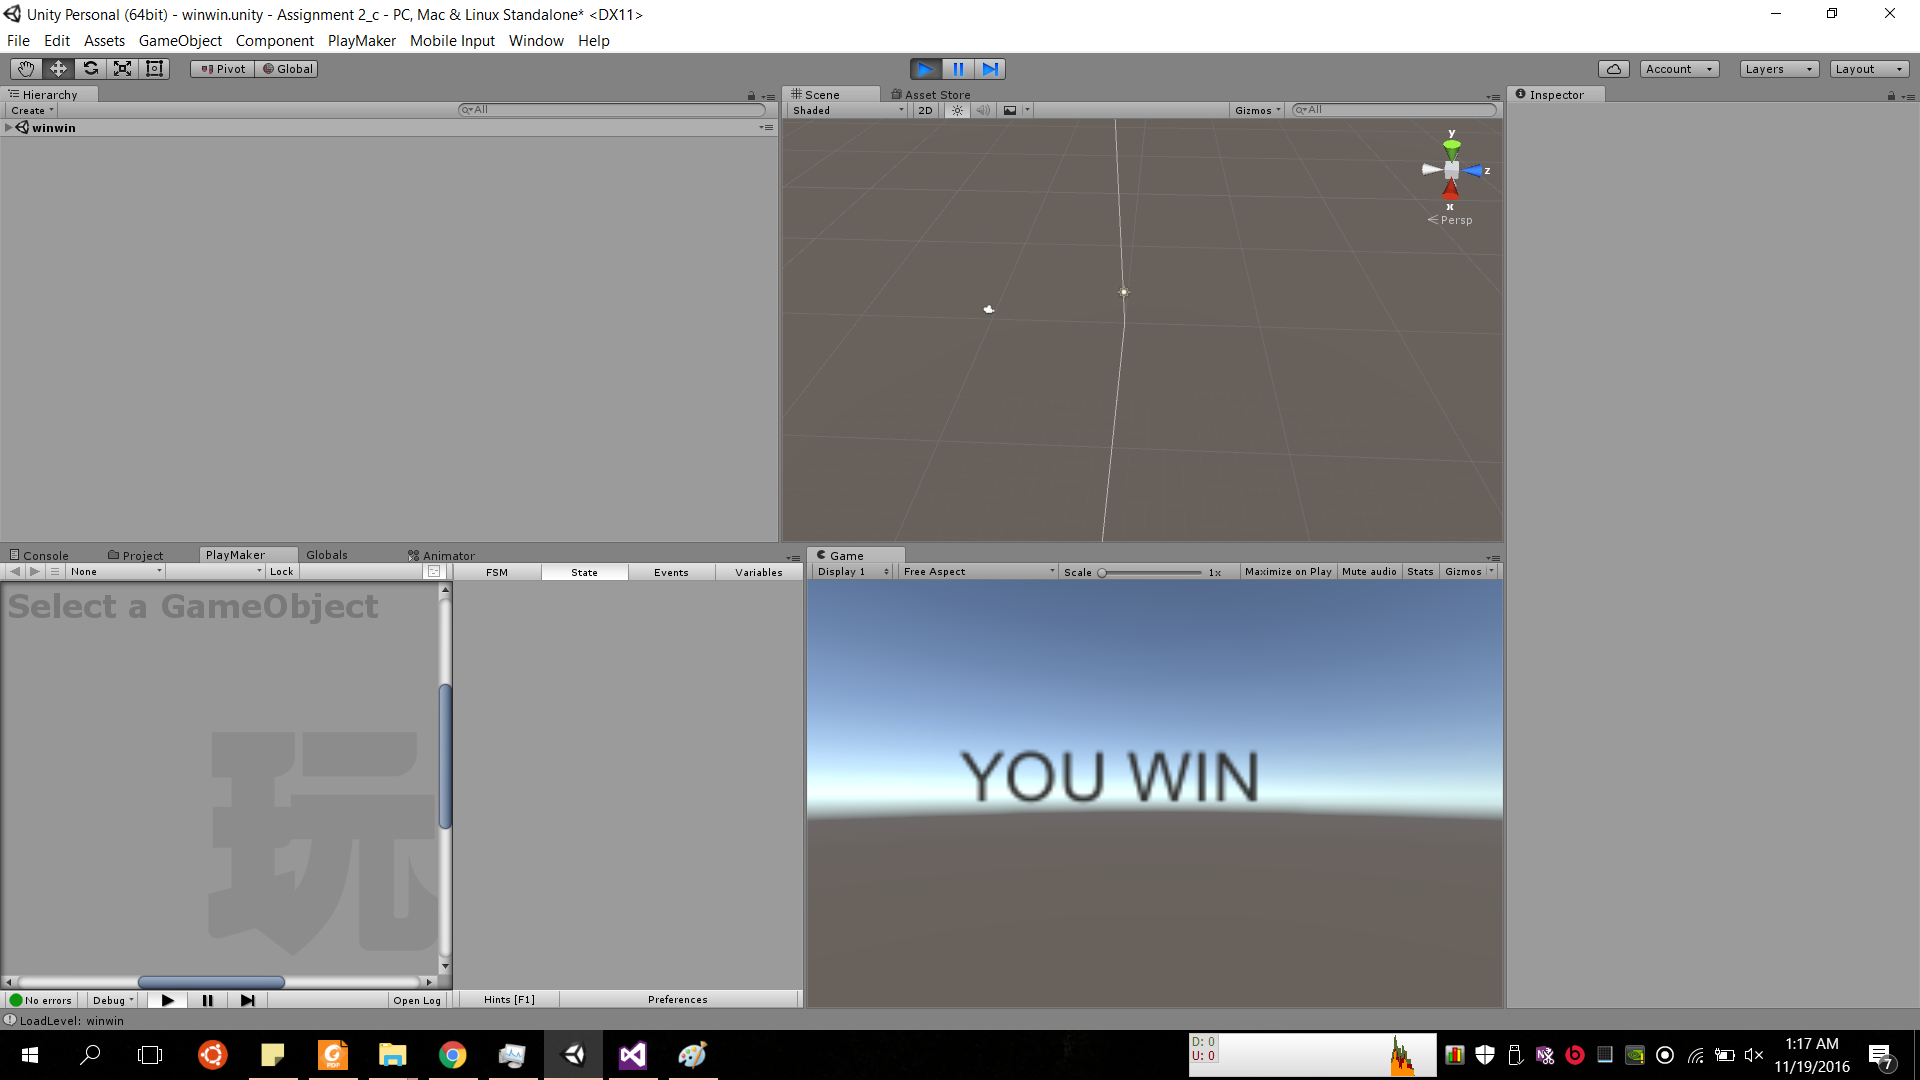 Unity Personal (64bit) - winwin.unity - Assignment 2_c - PC, Mac & Linux Standalone* <DX11>
File Edit Assets GameObject Component PlayMaker Mobile Input Window Help
Pivot Global Account Layers Layout
Hierarchy Scene Asset Store Inspector
Create All Shaded 2D Gizmos All
winwin
y
z
x
Persp
Console Project PlayMaker Globals Animator Game
None Lock FSM State Events Variables Display 1 Free Aspect Scale 1x Maximize on Play Mute audio Stats Gizmos
Select a GameObject
玩
YOU WIN
No errors Debug Open Log Hints [F1] Preferences
LoadLevel: winwin
D: 0
U: 0
1:17 AM
11/19/2016
7
PDF